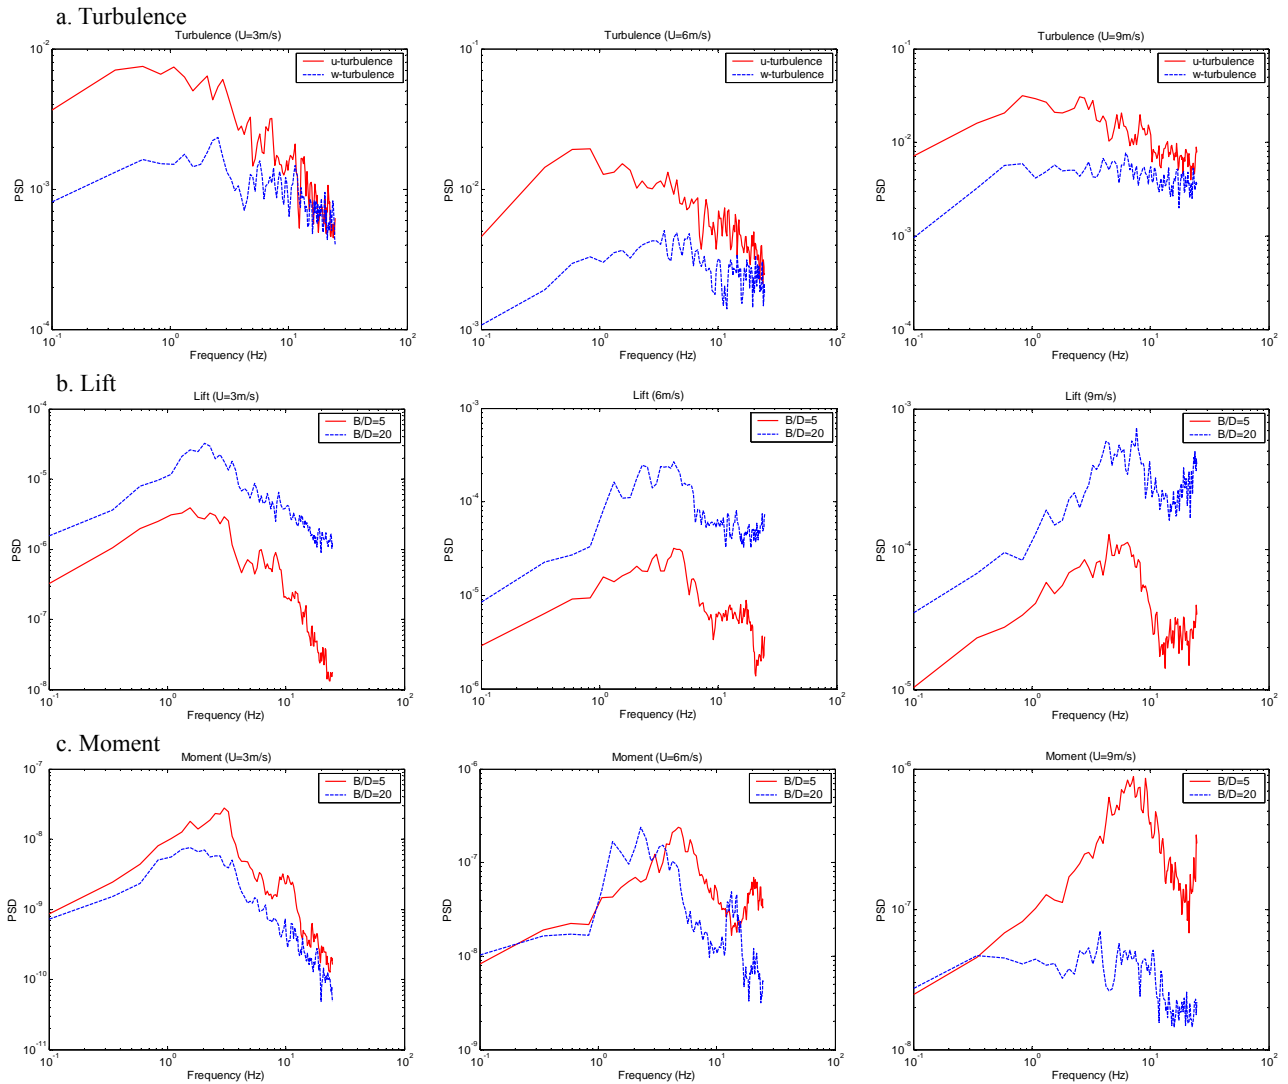 a. Turbulence
Turbulence (U=3m/s)
Turbulence (U=6m/s)
Turbulence (U=9m/s)
10^-2
10^-3
10^-4
PSD
u-turbulence
w-turbulence
10^-1
10^0
10^1
10^2
Frequency (Hz)
10^-1
10^-2
10^-3
PSD
u-turbulence
w-turbulence
10^-1
10^0
10^1
10^2
Frequency (Hz)
10^-1
10^-2
10^-3
10^-4
PSD
u-turbulence
w-turbulence
10^-1
10^0
10^1
10^2
Frequency (Hz)
b. Lift
Lift (U=3m/s)
Lift (6m/s)
Lift (9m/s)
10^-4
10^-5
10^-6
10^-7
10^-8
PSD
B/D=5
B/D=20
10^-1
10^0
10^1
10^2
Frequency (Hz)
10^-3
10^-4
10^-5
10^-6
PSD
B/D=5
B/D=20
10^-1
10^0
10^1
10^2
Frequency (Hz)
10^-3
10^-4
10^-5
PSD
B/D=5
B/D=20
10^-1
10^0
10^1
10^2
Frequency (Hz)
c. Moment
Moment (U=3m/s)
Moment (U=6m/s)
Moment (U=9m/s)
10^-7
10^-8
10^-9
10^-10
10^-11
PSD
B/D=5
B/D=20
10^-1
10^0
10^1
10^2
Frequency (Hz)
10^-6
10^-7
10^-8
10^-9
PSD
B/D=5
B/D=20
10^-1
10^0
10^1
10^2
Frequency (Hz)
10^-6
10^-7
10^-8
PSD
B/D=5
B/D=20
10^-1
10^0
10^1
10^2
Frequency (Hz)